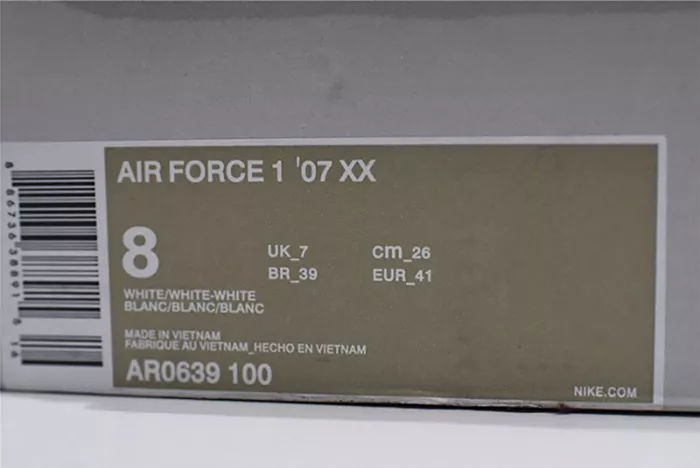 AIR FORCE 1 '07 XX
8
UK_7 cm_26
BR_39 EUR_41
WHITE/WHITE-WHITE
BLANC/BLANC/BLANC
MADE IN VIETNAM
FABRIQUE AU VIETNAM_HECHO EN VIETNAM
AR0639 100
NIKE.COM